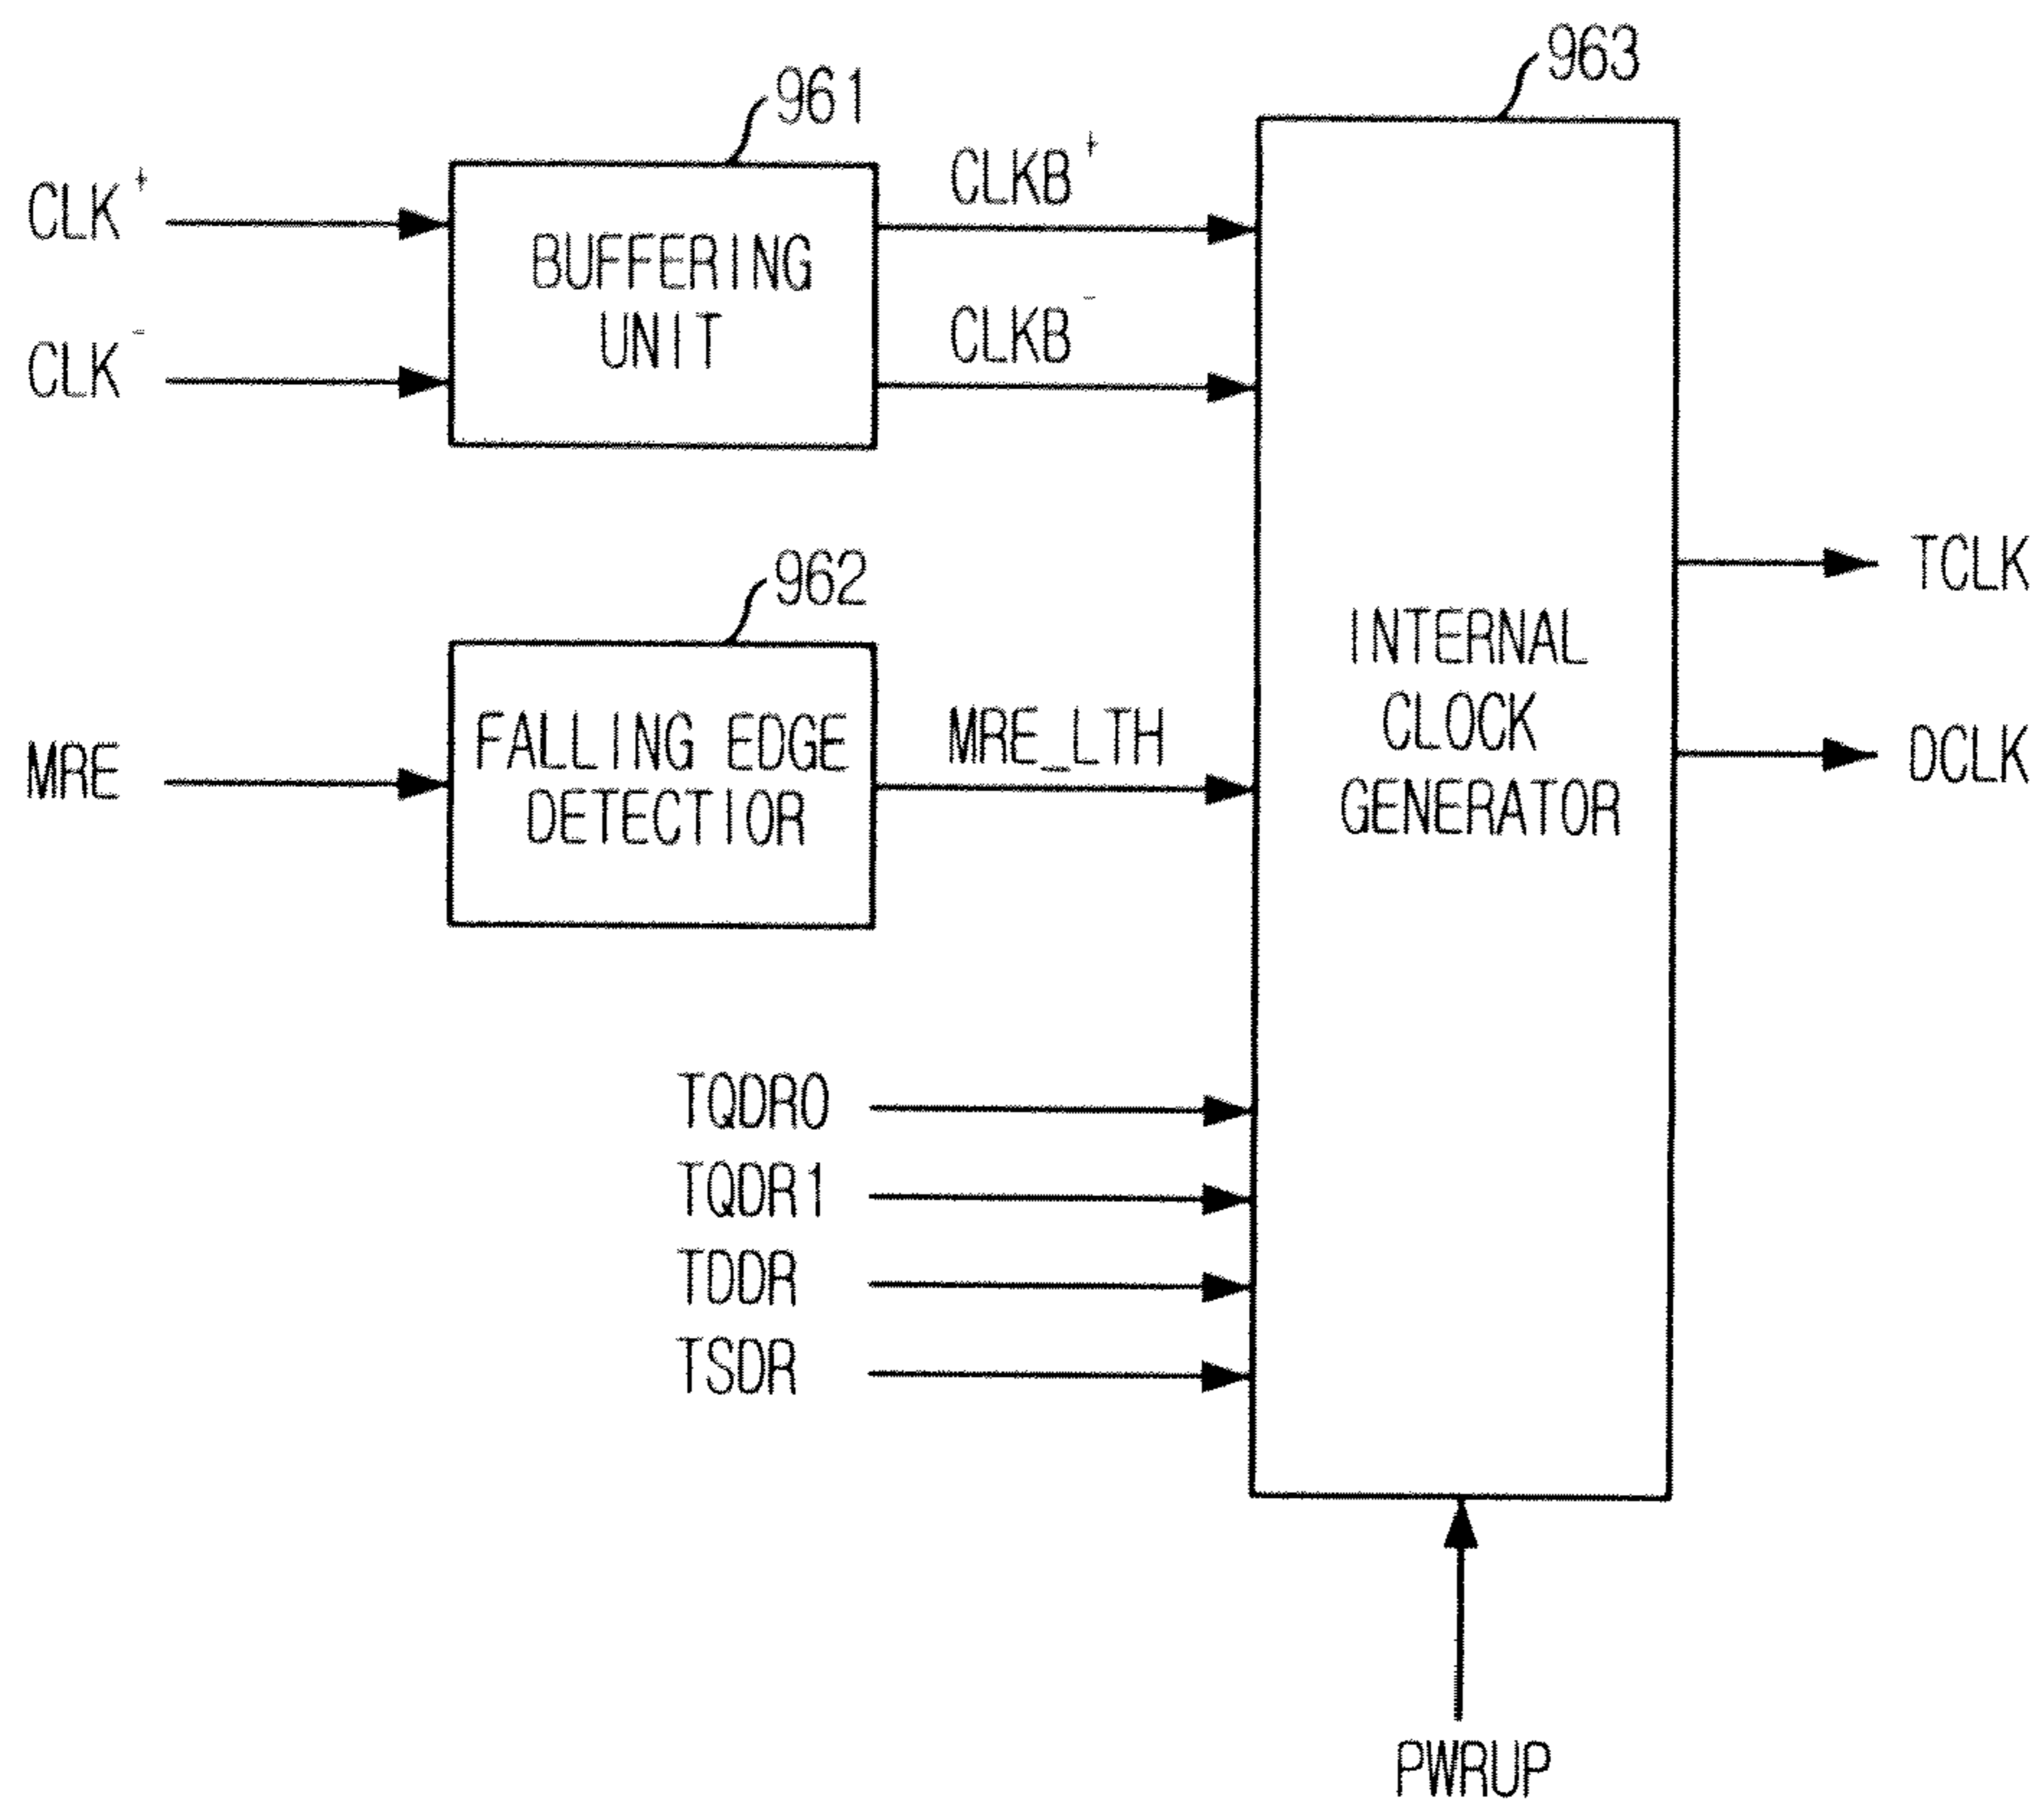 963
961
CLK+
CLKB+
BUFFERING
UNIT
CLK-
CLKB-
962
TCLK
INTERNAL
CLOCK
GENERATOR
MRE
FALLING EDGE
DETECTIOR
MRE_LTH
DCLK
TQDR0
TQDR1
TDDR
TSDR
PWRUP